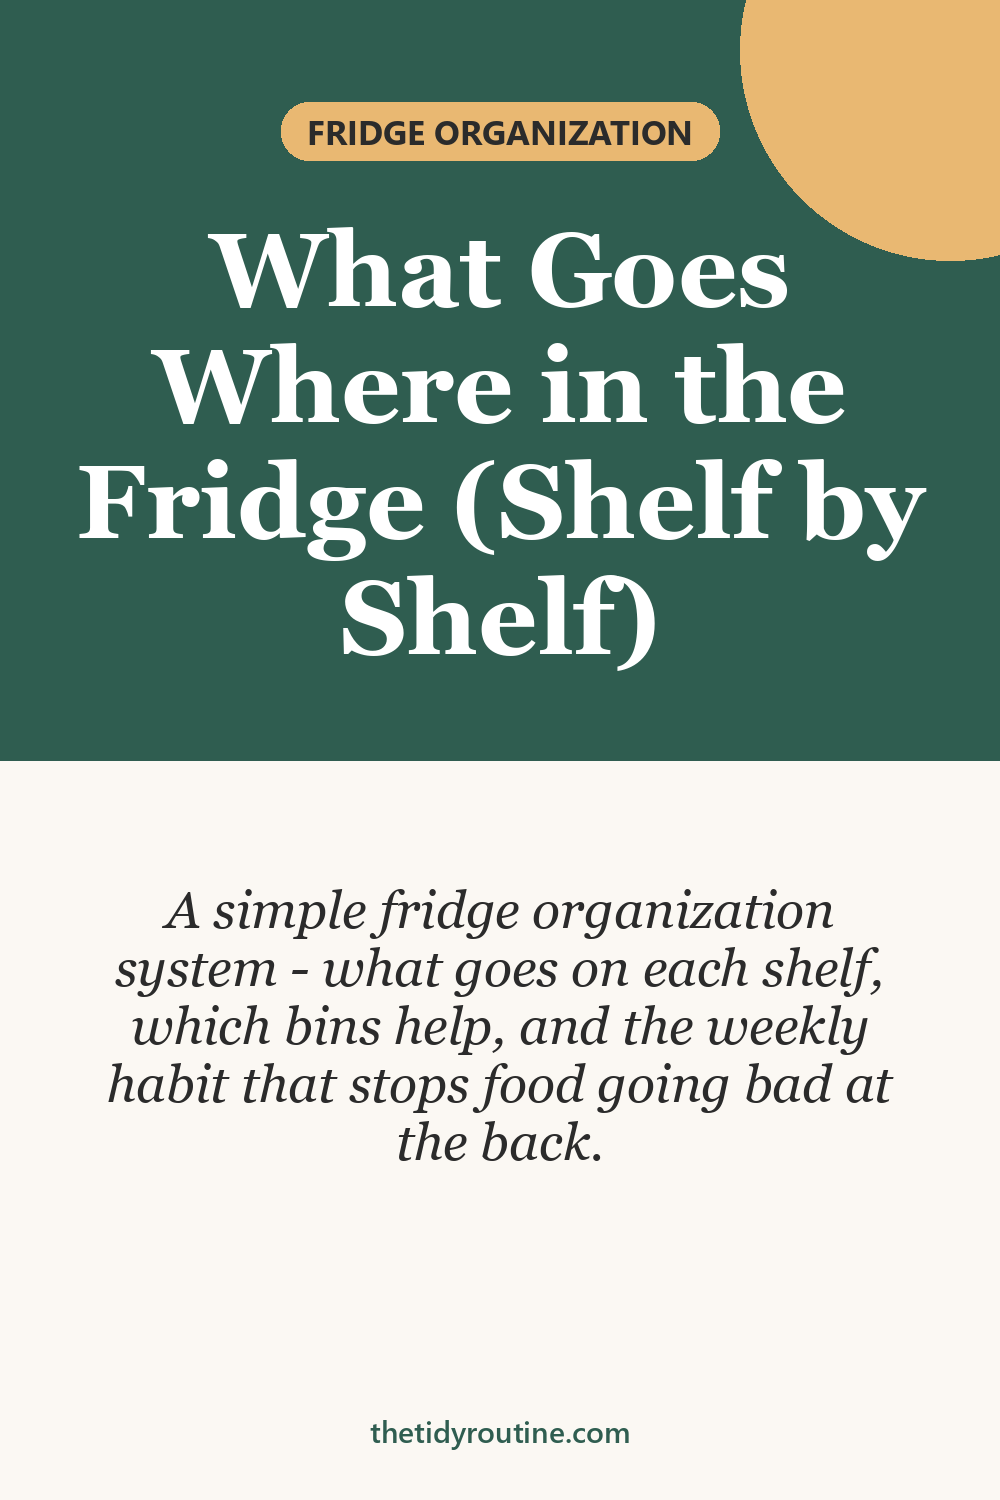 FRIDGE ORGANIZATION
What Goes
Where in the
Fridge (Shelf by
Shelf)
A simple fridge organization
system - what goes on each shelf,
which bins help, and the weekly
habit that stops food going bad at
the back.
thetidyroutine.com